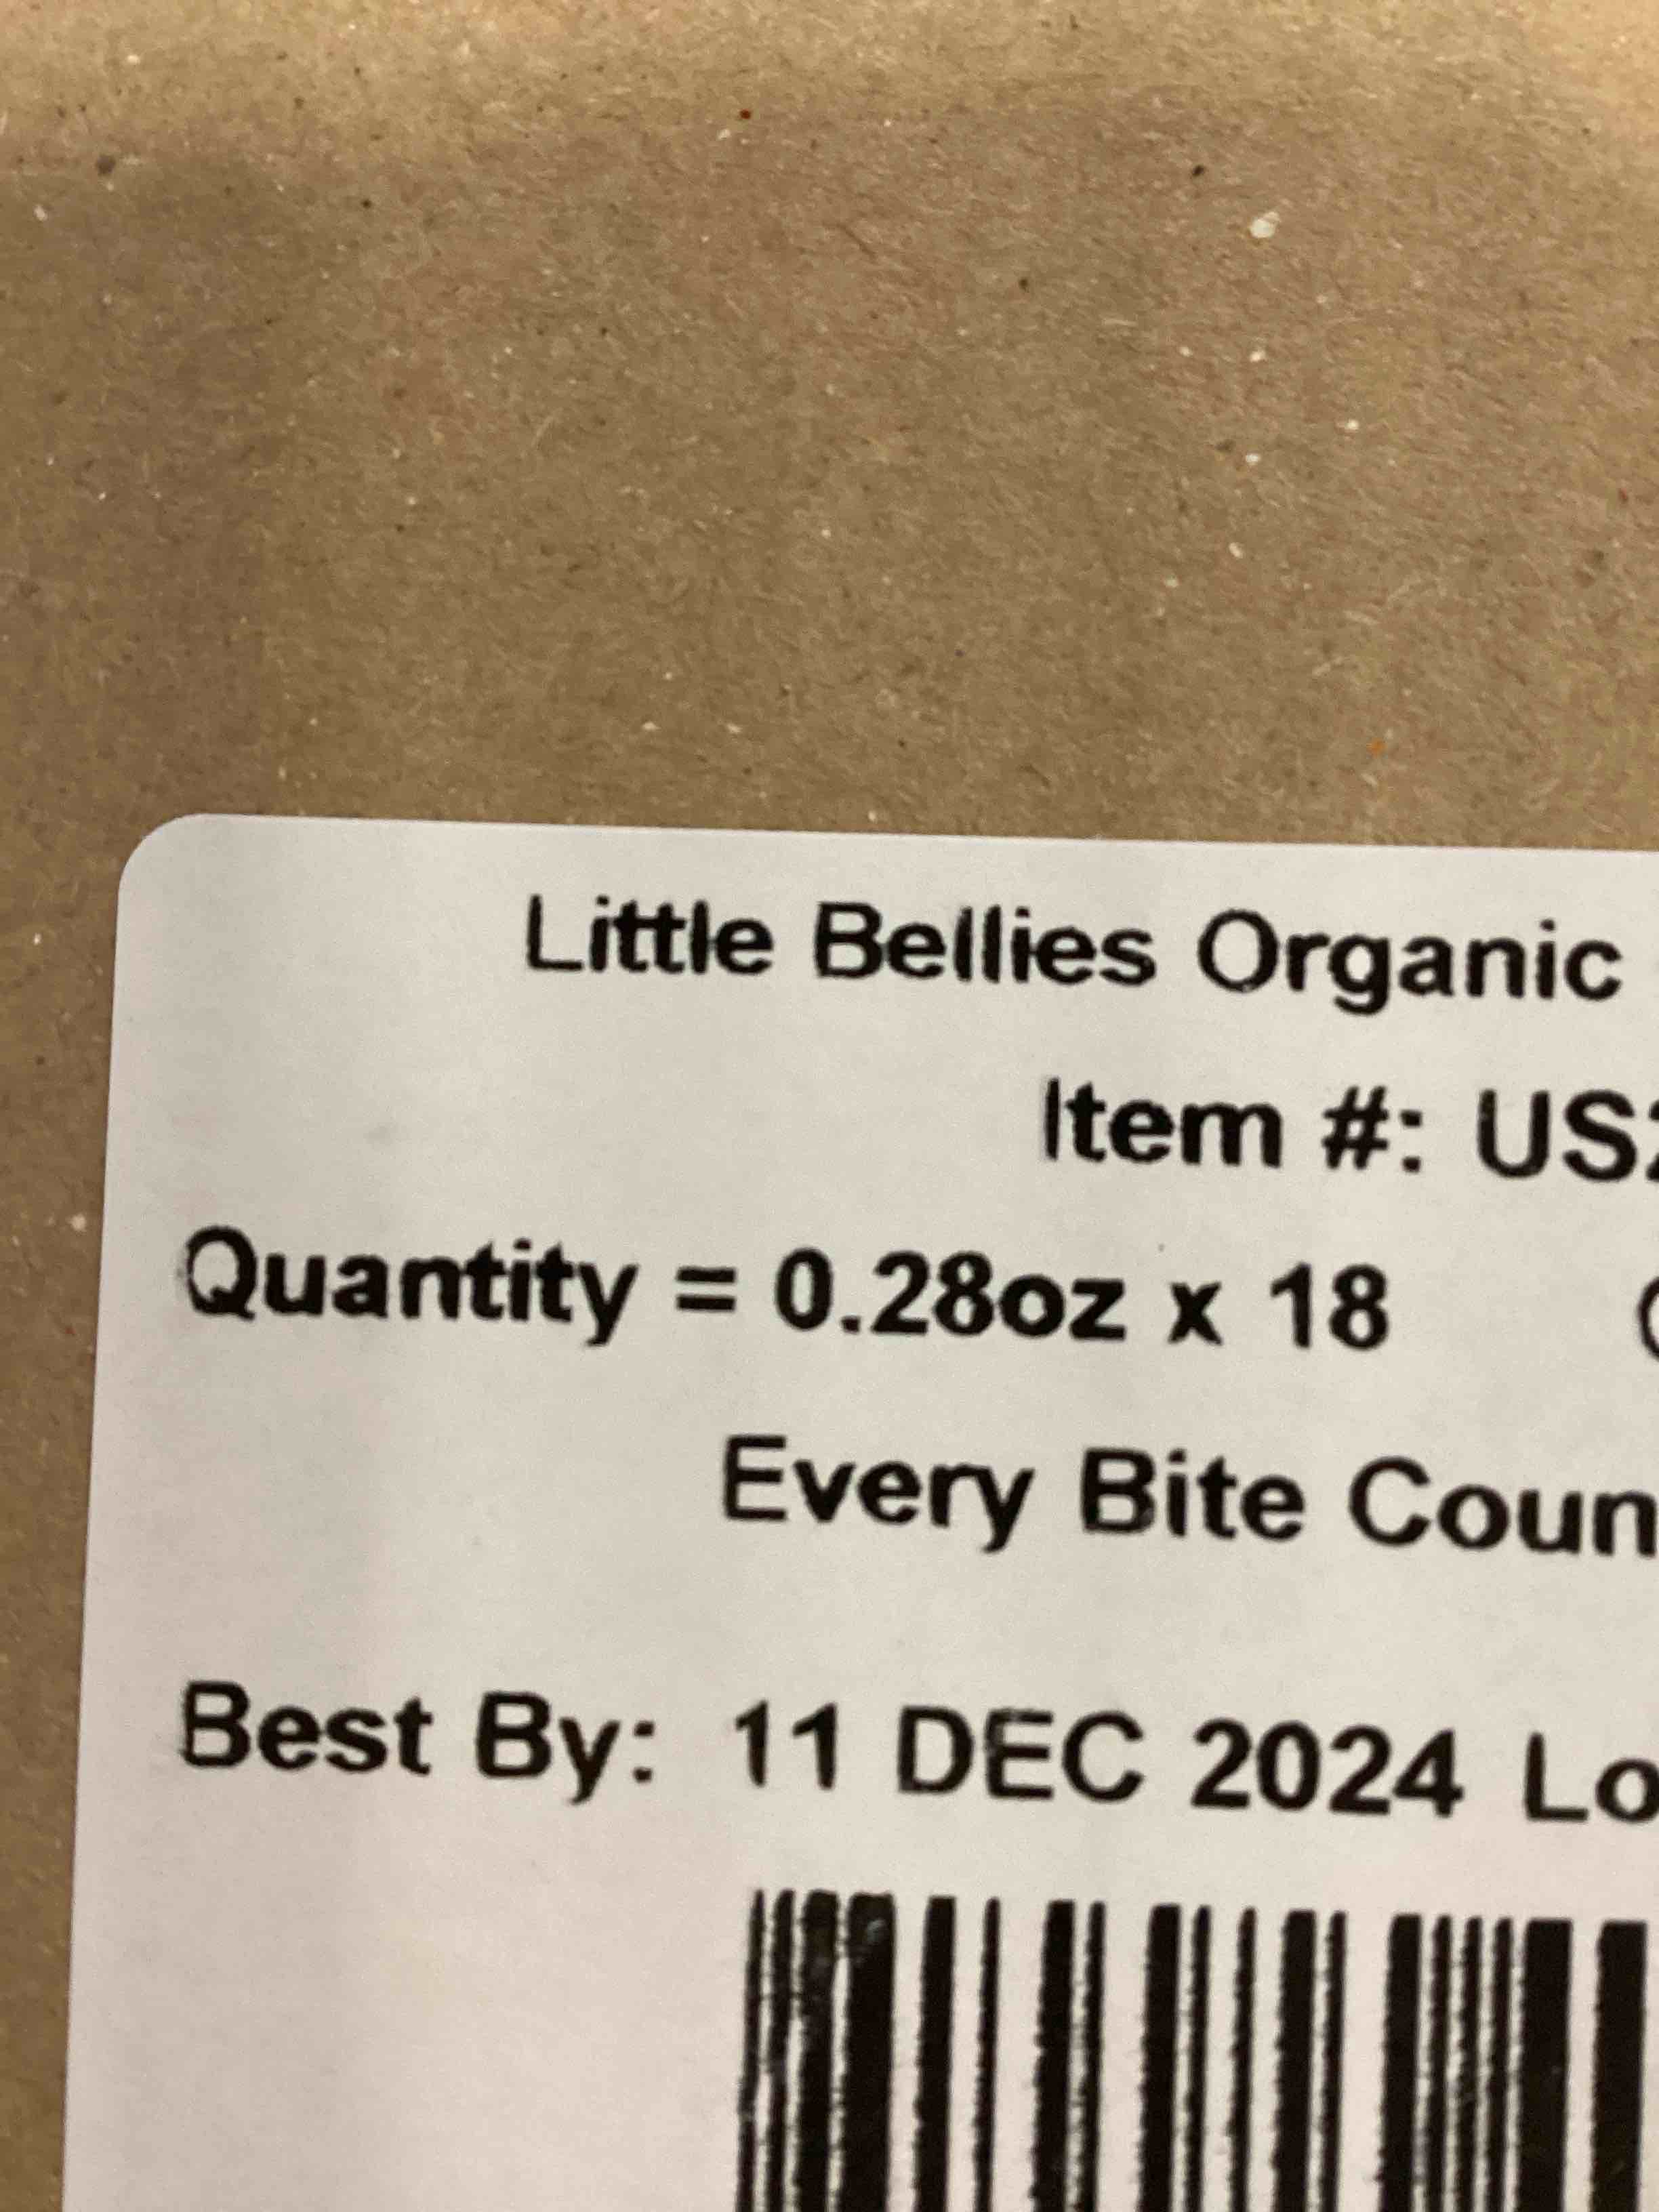 Little Bellies Organic
Item #: US
Quantity = 0.28oz x 18
Every Bite Coun
Best By: 11 DEC 2024 Lo